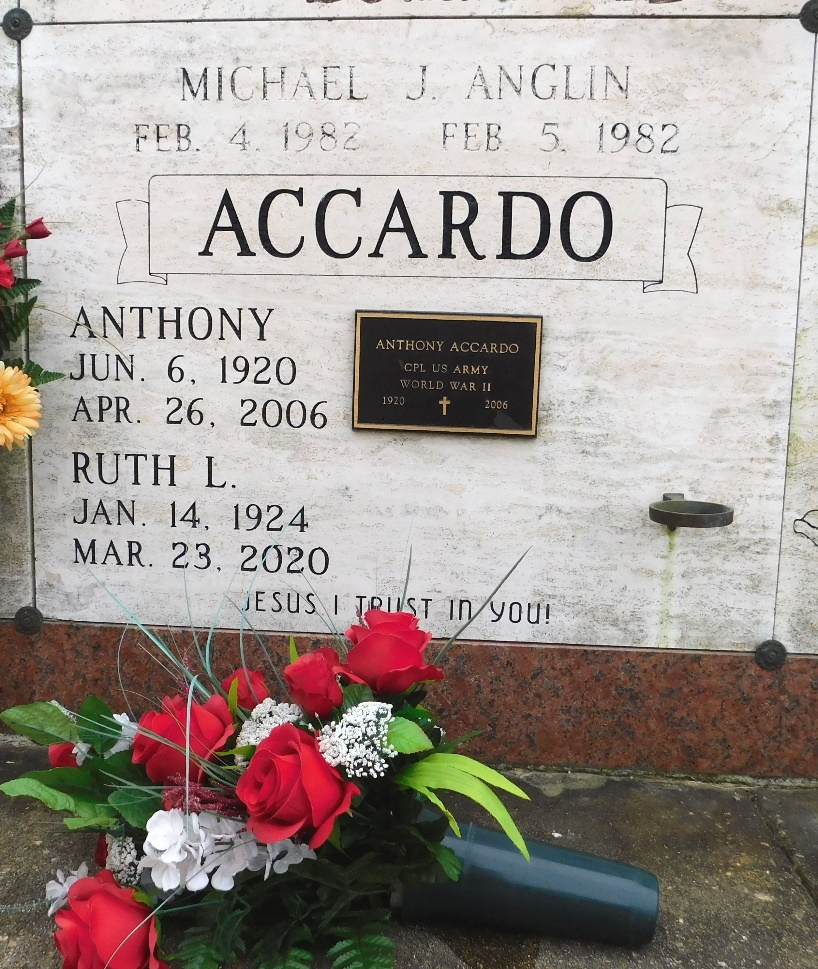 MICHAEL J. ANGLIN
FEB. 4. 1982 FEB. 5. 1982
ACCARDO
ANTHONY
JUN. 6, 1920
APR. 26, 2006
ANTHONY ACCARDO
CPL US ARMY
WORLD WAR II
1920 2006
RUTH L.
JAN. 14, 1924
MAR. 23, 2020
JESUS I TRUST IN YOU!